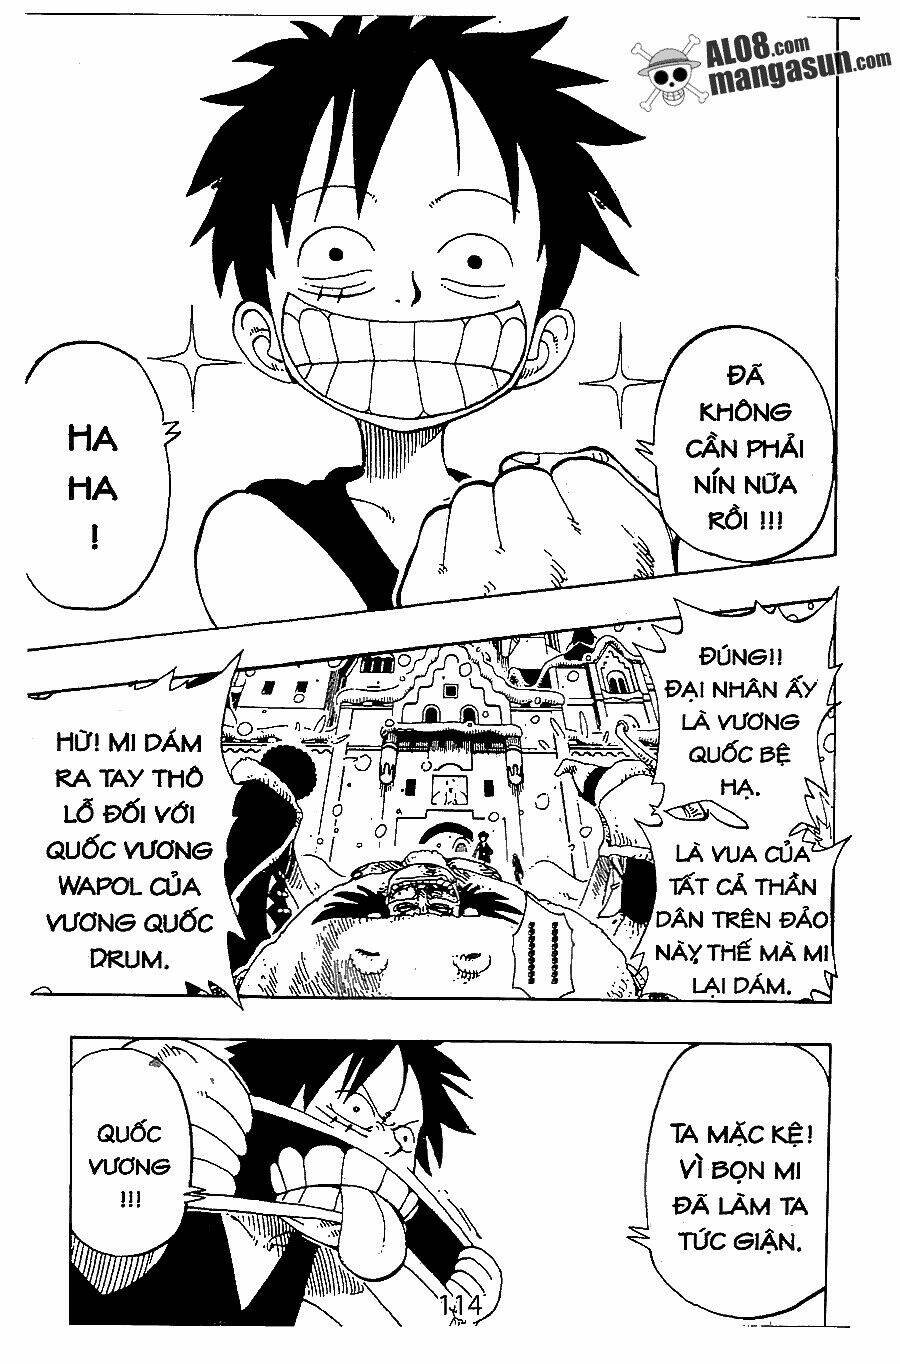 AL08.com
mangasun.com
ĐÃ
KHÔNG
CẦN PHẢI
NÍN NỮA
RỒI !!!
HA
HA
!
ĐÚNG!!
ĐẠI NHÂN ẤY
LÀ VƯƠNG
QUỐC BỆ
HẠ.
LÀ VUA CỦA
TẤT CẢ THẦN
DÂN TRÊN ĐẢO
NÀY, THẾ MÀ MI
LẠI DÁM.
HỪ! MI DÁM
RA TAY THÔ
LỖ ĐỐI VỚI
QUỐC VƯƠNG
WAPOL CỦA
VƯƠNG QUỐC
DRUM.
TA MẶC KỆ!
VÌ BỌN MI
ĐÃ LÀM TA
TỨC GIẬN.
QUỐC
VƯƠNG
!!!
114